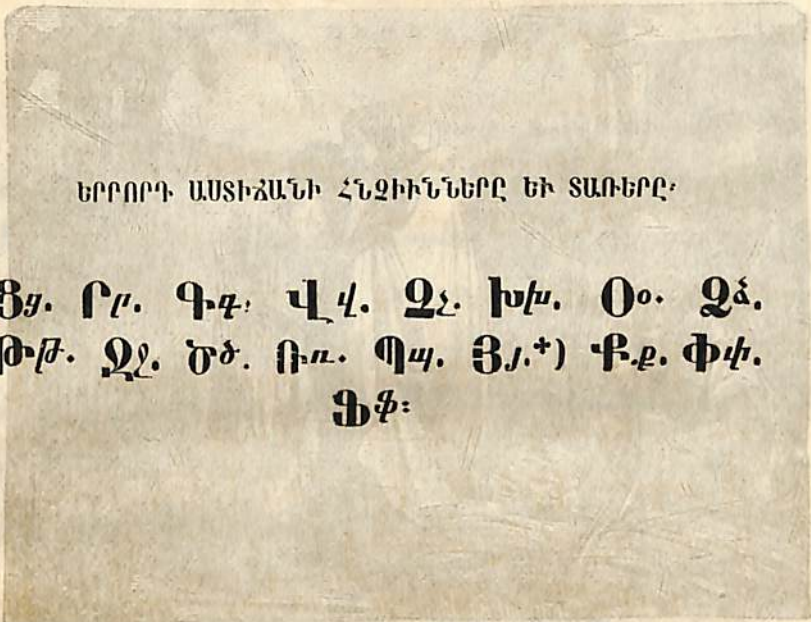 ԵՐՐՈՐԴ ԱՍՏԻՃԱՆԻ ՀՆՉԻՒՆՆԵՐԸ ԵՒ ՏԱՌԵՐԸ։
Ցց. Րր. Գգ. Վվ. Չչ. Խխ. Օօ. Ձձ.
Թթ. Ջջ. Ծծ. Ռռ. Պպ. Յյ.+) Քք. Փփ.
Ֆֆ։